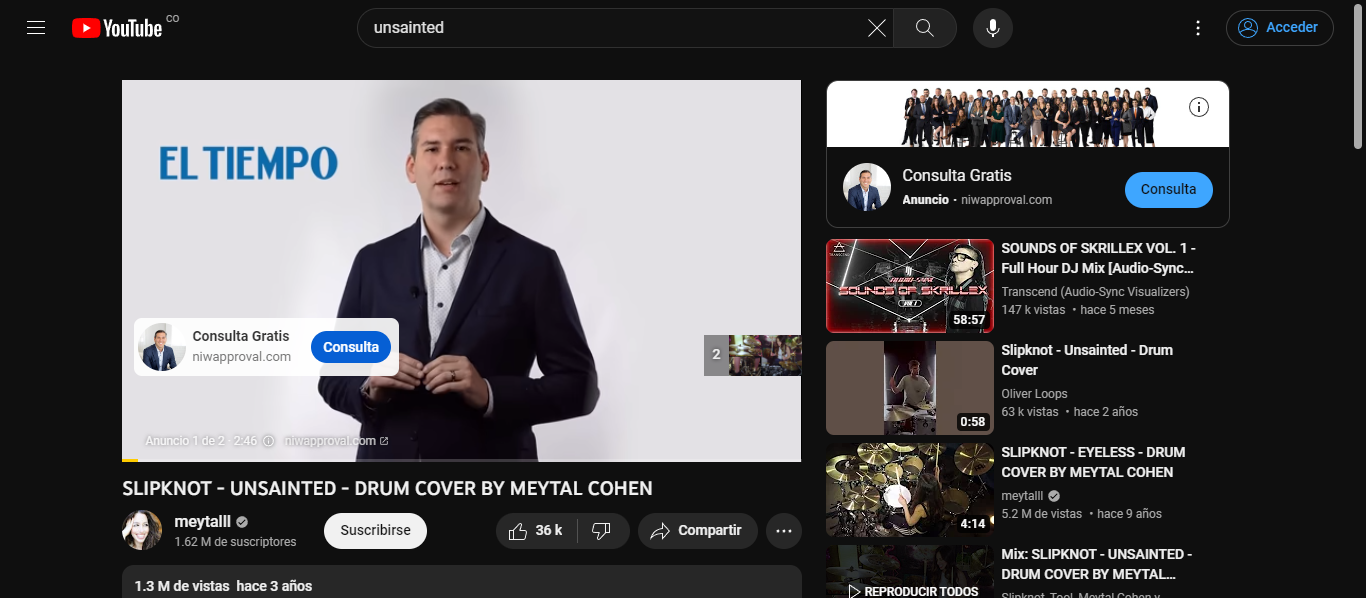 YouTube CO
unsainted
Acceder
EL TIEMPO
Consulta Gratis
niwapproval.com
Consulta
2
Anuncio 1 de 2 · 2:46 niwapproval.com
SLIPKNOT - UNSAINTED - DRUM COVER BY MEYTAL COHEN
meytalll
1.62 M de suscriptores
Suscribirse
36 k
Compartir
1.3 M de vistas hace 3 años
Consulta Gratis
Anuncio · niwapproval.com
Consulta
TRANSCEND
AUDIO-SYNC
SOUNDS OF SKRILLEX
VOL. 1
58:57
SOUNDS OF SKRILLEX VOL. 1 -
Full Hour DJ Mix [Audio-Sync...
Transcend (Audio-Sync Visualizers)
147 k vistas · hace 5 meses
0:58
Slipknot - Unsainted - Drum
Cover
Oliver Loops
63 k vistas · hace 2 años
4:14
SLIPKNOT - EYELESS - DRUM
COVER BY MEYTAL COHEN
meytalll
5.2 M de vistas · hace 9 años
REPRODUCIR TODOS
Mix: SLIPKNOT - UNSAINTED -
DRUM COVER BY MEYTAL...
Slipknot, Tool, Meytal Cohen y